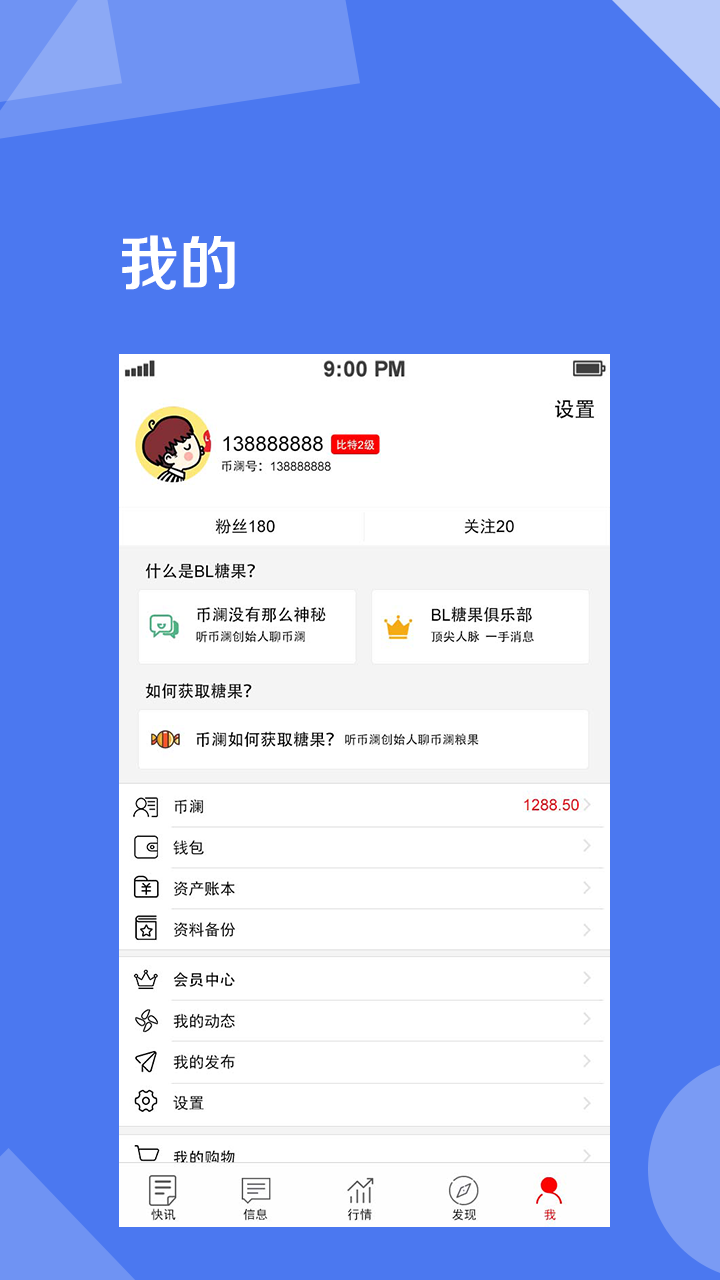 我的
9:00 PM
设置
138888888 比特2级
币澜号：138888888
粉丝180 关注20
什么是BL糖果？
币澜没有那么神秘 BL糖果俱乐部
听币澜创始人聊币澜 顶尖人脉 一手消息
如何获取糖果？
币澜如何获取糖果？ 听币澜创始人聊币澜粮果
币澜 1288.50
钱包
资产账本
资料备份
会员中心
我的动态
我的发布
设置
我的购物
快讯 信息 行情 发现 我